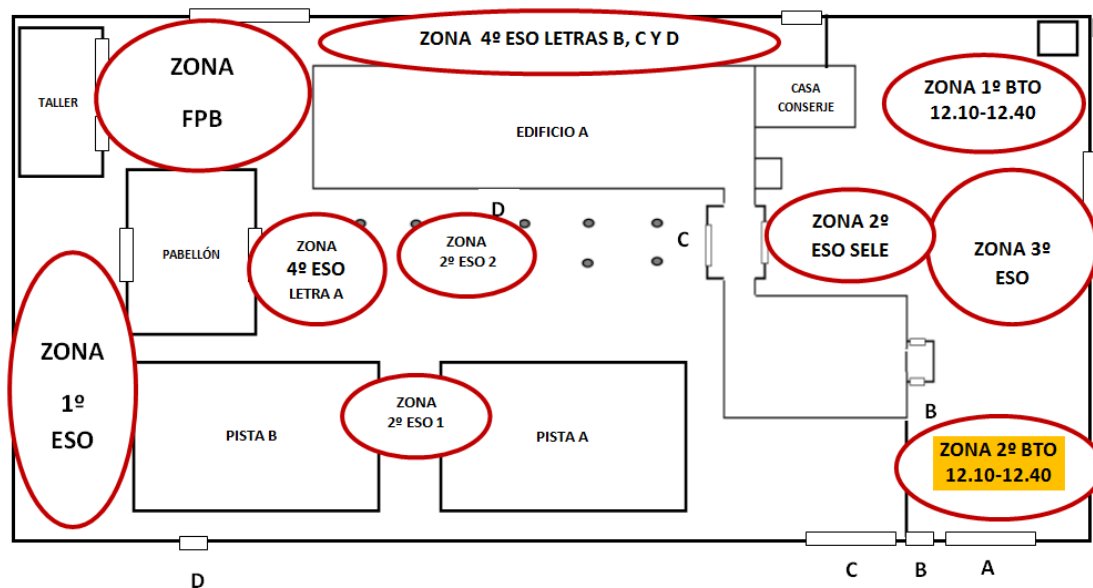 ZONA 4º ESO LETRAS B, C Y D
ZONA
FPB
TALLER
CASA
CONSERJE
ZONA 1º BTO
12.10-12.40
EDIFICIO A
PABELLÓN
D
ZONA
4º ESO
LETRA A
ZONA
2º ESO 2
C
ZONA 2º
ESO SELE
ZONA 3º
ESO
ZONA
1º
ESO
PISTA B
ZONA
2º ESO 1
PISTA A
B
ZONA 2º BTO
12.10-12.40
D
C
B
A